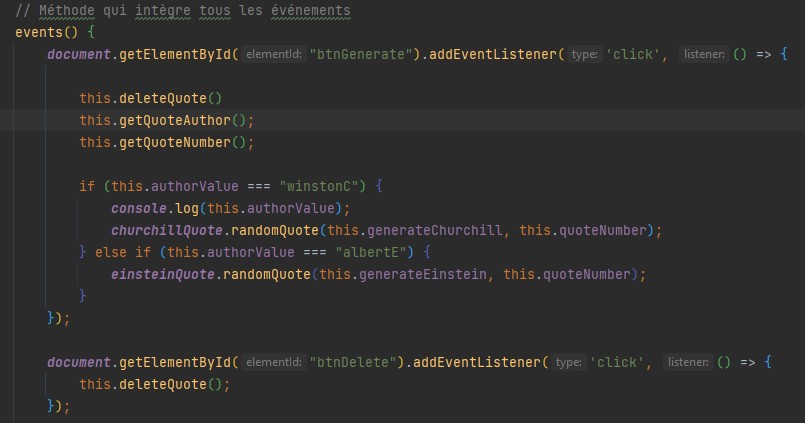 // Méthode qui intègre tous les événements
events() {
document.getElementById( elementId: "btnGenerate").addEventListener( type: 'click', listener: () => {
this.deleteQuote()
this.getQuoteAuthor();
this.getQuoteNumber();
if (this.authorValue === "winstonC") {
console.log(this.authorValue);
churchillQuote.randomQuote(this.generateChurchill, this.quoteNumber);
} else if (this.authorValue === "albertE") {
einsteinQuote.randomQuote(this.generateEinstein, this.quoteNumber);
}
});
document.getElementById( elementId: "btnDelete").addEventListener( type: 'click', listener: () => {
this.deleteQuote();
});